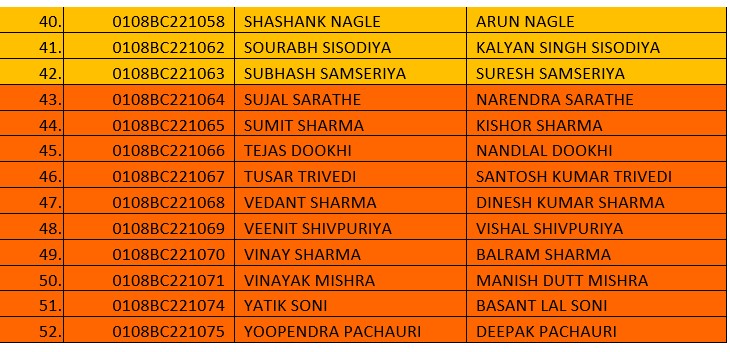 40. 0108BC221058 SHASHANK NAGLE ARUN NAGLE
41. 0108BC221062 SOURABH SISODIYA KALYAN SINGH SISODIYA
42. 0108BC221063 SUBHASH SAMSERIYA SURESH SAMSERIYA
43. 0108BC221064 SUJAL SARATHE NARENDRA SARATHE
44. 0108BC221065 SUMIT SHARMA KISHOR SHARMA
45. 0108BC221066 TEJAS DOOKHI NANDLAL DOOKHI
46. 0108BC221067 TUSAR TRIVEDI SANTOSH KUMAR TRIVEDI
47. 0108BC221068 VEDANT SHARMA DINESH KUMAR SHARMA
48. 0108BC221069 VEENIT SHIVPURIYA VISHAL SHIVPURIYA
49. 0108BC221070 VINAY SHARMA BALRAM SHARMA
50. 0108BC221071 VINAYAK MISHRA MANISH DUTT MISHRA
51. 0108BC221074 YATIK SONI BASANT LAL SONI
52. 0108BC221075 YOOPENDRA PACHAURI DEEPAK PACHAURI